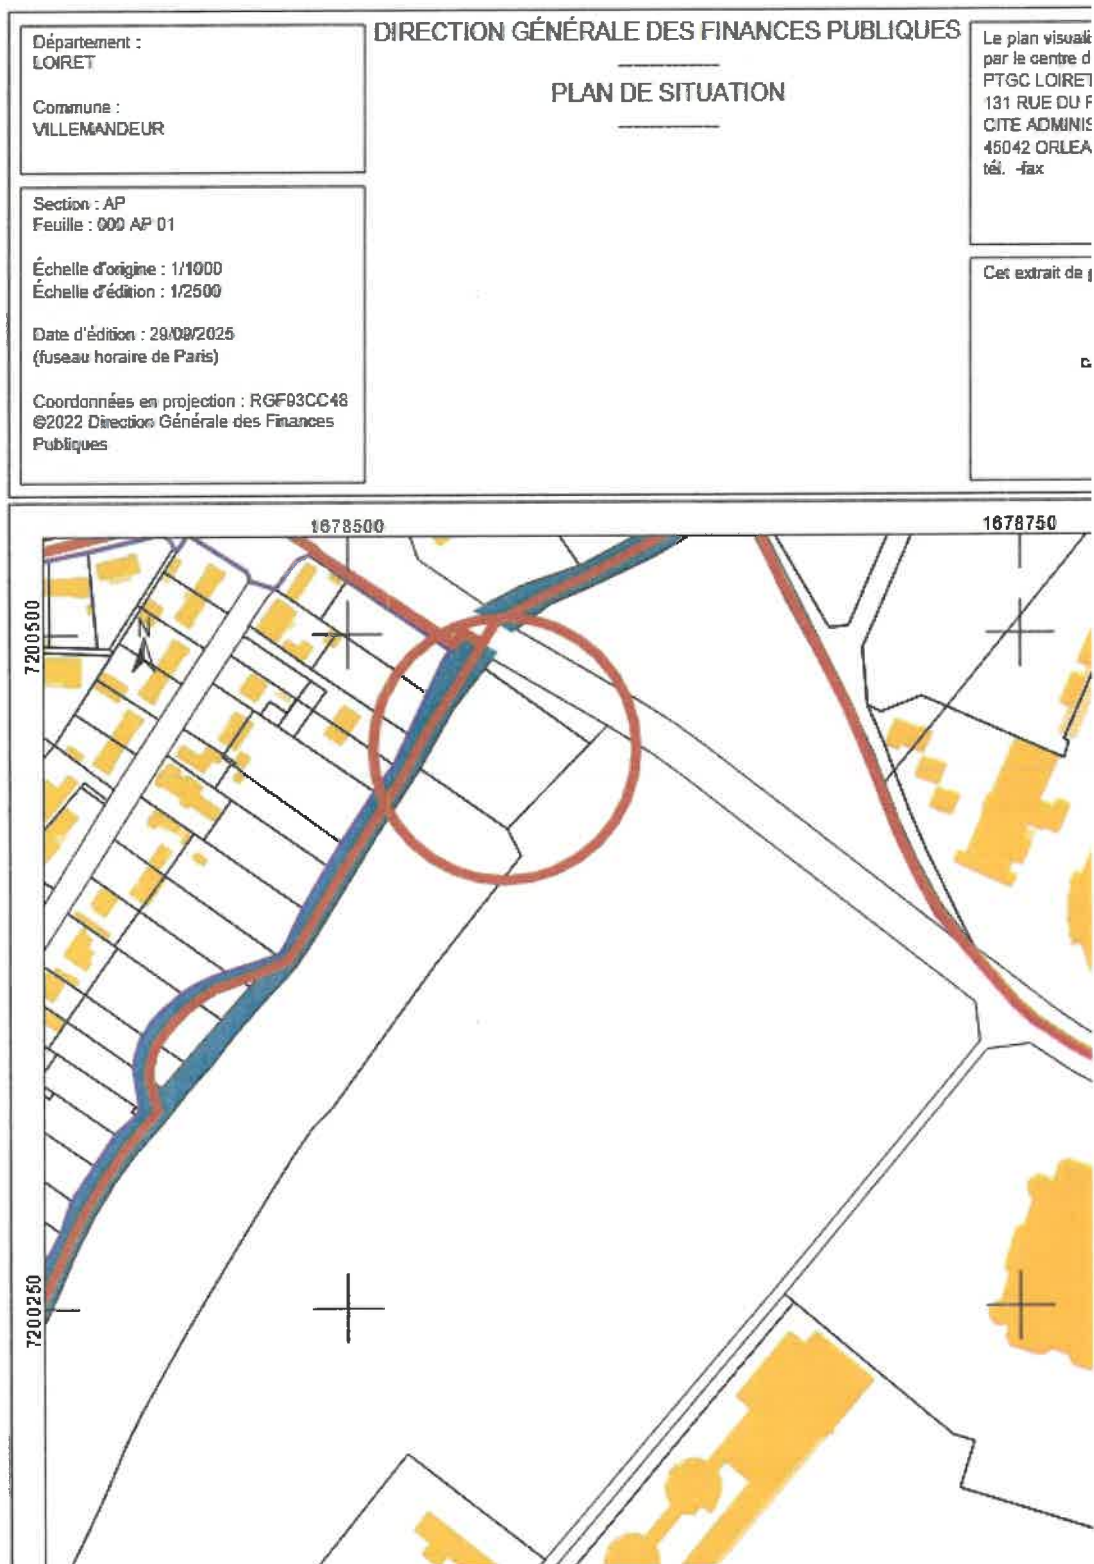 DIRECTION GÉNÉRALE DES FINANCES PUBLIQUES
PLAN DE SITUATION
Département :
LOIRET
Commune :
VILLEMANDEUR
Section : AP
Feuille : 000 AP 01
Échelle d'origine : 1/1000
Échelle d'édition : 1/2500
Date d'édition : 29/09/2025
(fuseau horaire de Paris)
Coordonnées en projection : RGF93CC48
©2022 Direction Générale des Finances
Publiques
Le plan visuali
par le centre d
PTGC LOIRET
131 RUE DU
CITE ADMINIS
45042 ORLEA
tél. -fax
Cet extrait de
1678500
1678750
7200500
N
7200250